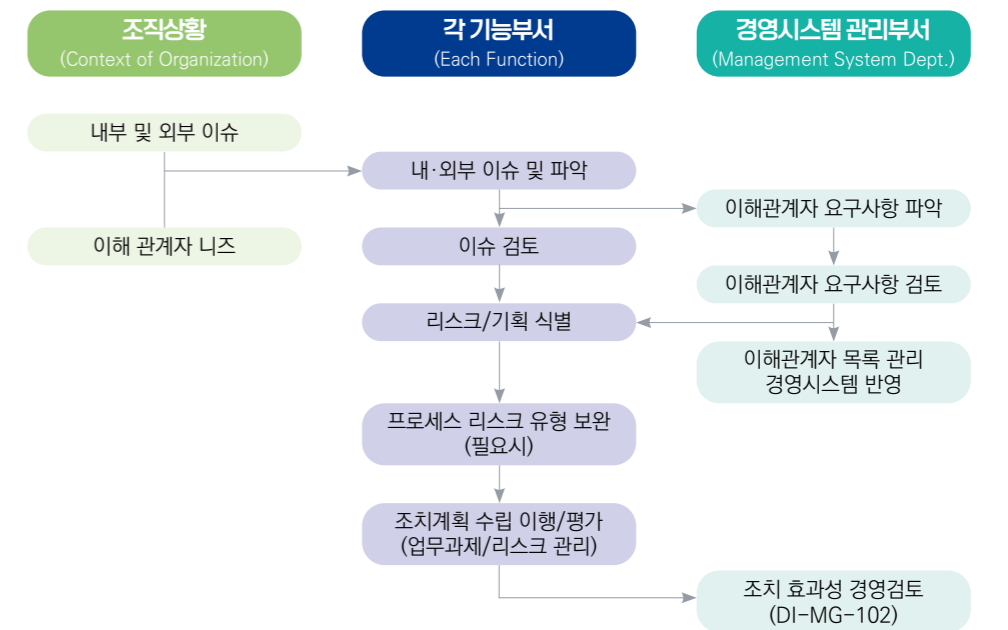 조직상황
(Context of Organization)
각 기능부서
(Each Function)
경영시스템 관리부서
(Management System Dept.)
내부 및 외부 이슈
내·외부 이슈 및 파악
이해관계자 요구사항 파악
이해 관계자 니즈
이슈 검토
이해관계자 요구사항 검토
리스크/기획 식별
이해관계자 목록 관리
경영시스템 반영
프로세스 리스크 유형 보완
(필요시)
조치계획 수립 이행/평가
(업무과제/리스크 관리)
조치 효과성 경영검토
(DI-MG-102)